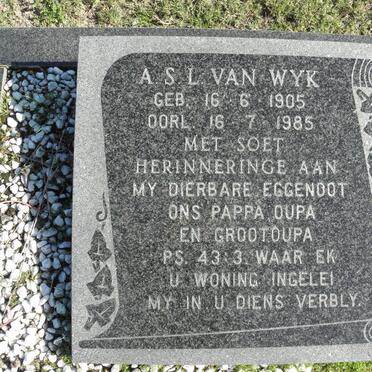 A S L VAN WYK
GEB. 16 6 1905
OORL. 16 7 1985
MET SOET
HERINNERINGE AAN
MY DIERBARE EGGENOOT
ONS PAPPA OUPA
EN GROOTOUPA
PS. 43:3 WAAR EK
U WONING INGELEI
MY IN U DIENS VERBLY.